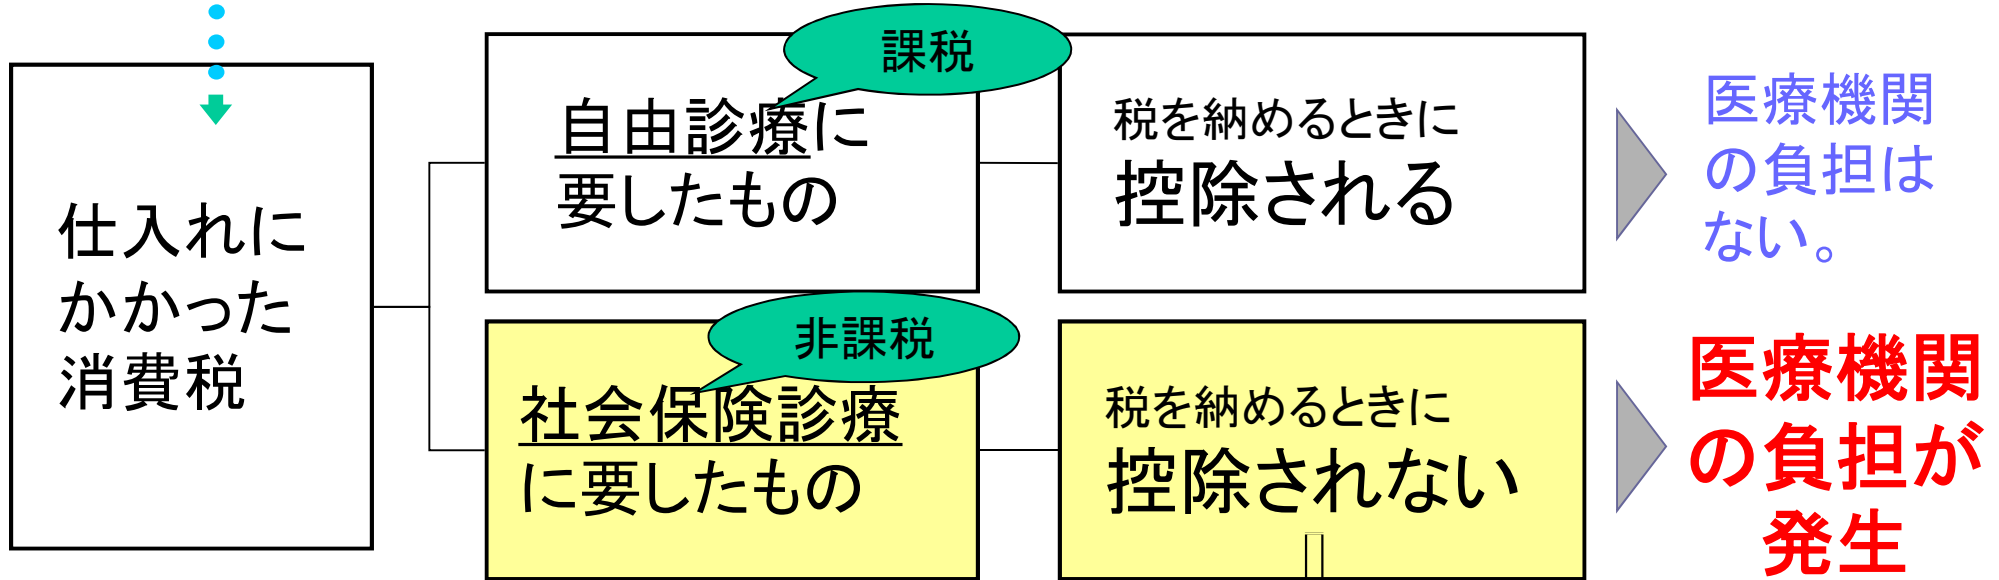 仕入れに
かかった
消費税
課税
自由診療に
要したもの
税を納めるときに
控除される
医療機関
の負担は
ない。
非課税
社会保険診療
に要したもの
税を納めるときに
控除されない
医療機関
の負担が
発生